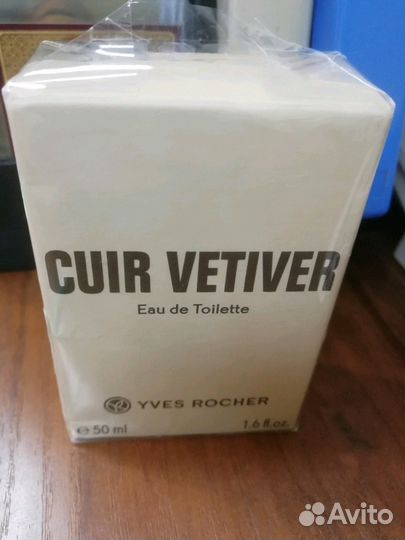 CUIR VETIVER
Eau de Toilette
YVES ROCHER
℮ 50 ml 1.6 fl.oz.
Avito